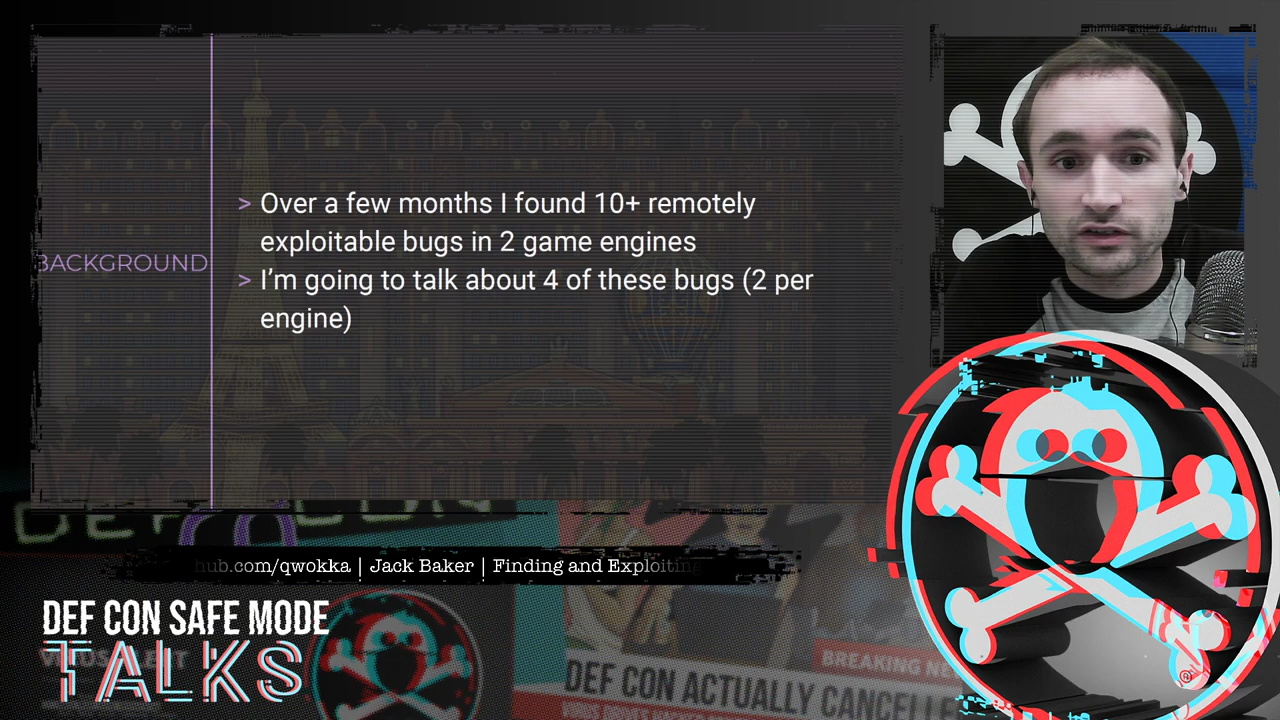 BACKGROUND
> Over a few months I found 10+ remotely
exploitable bugs in 2 game engines
> I'm going to talk about 4 of these bugs (2 per
engine)
hub.com/qwokka | Jack Baker | Finding and Exploiting
DEF CON
DEF CON SAFE MODE
TALKS
BREAKING NE
DEF CON ACTUALLY CANCELLE
®